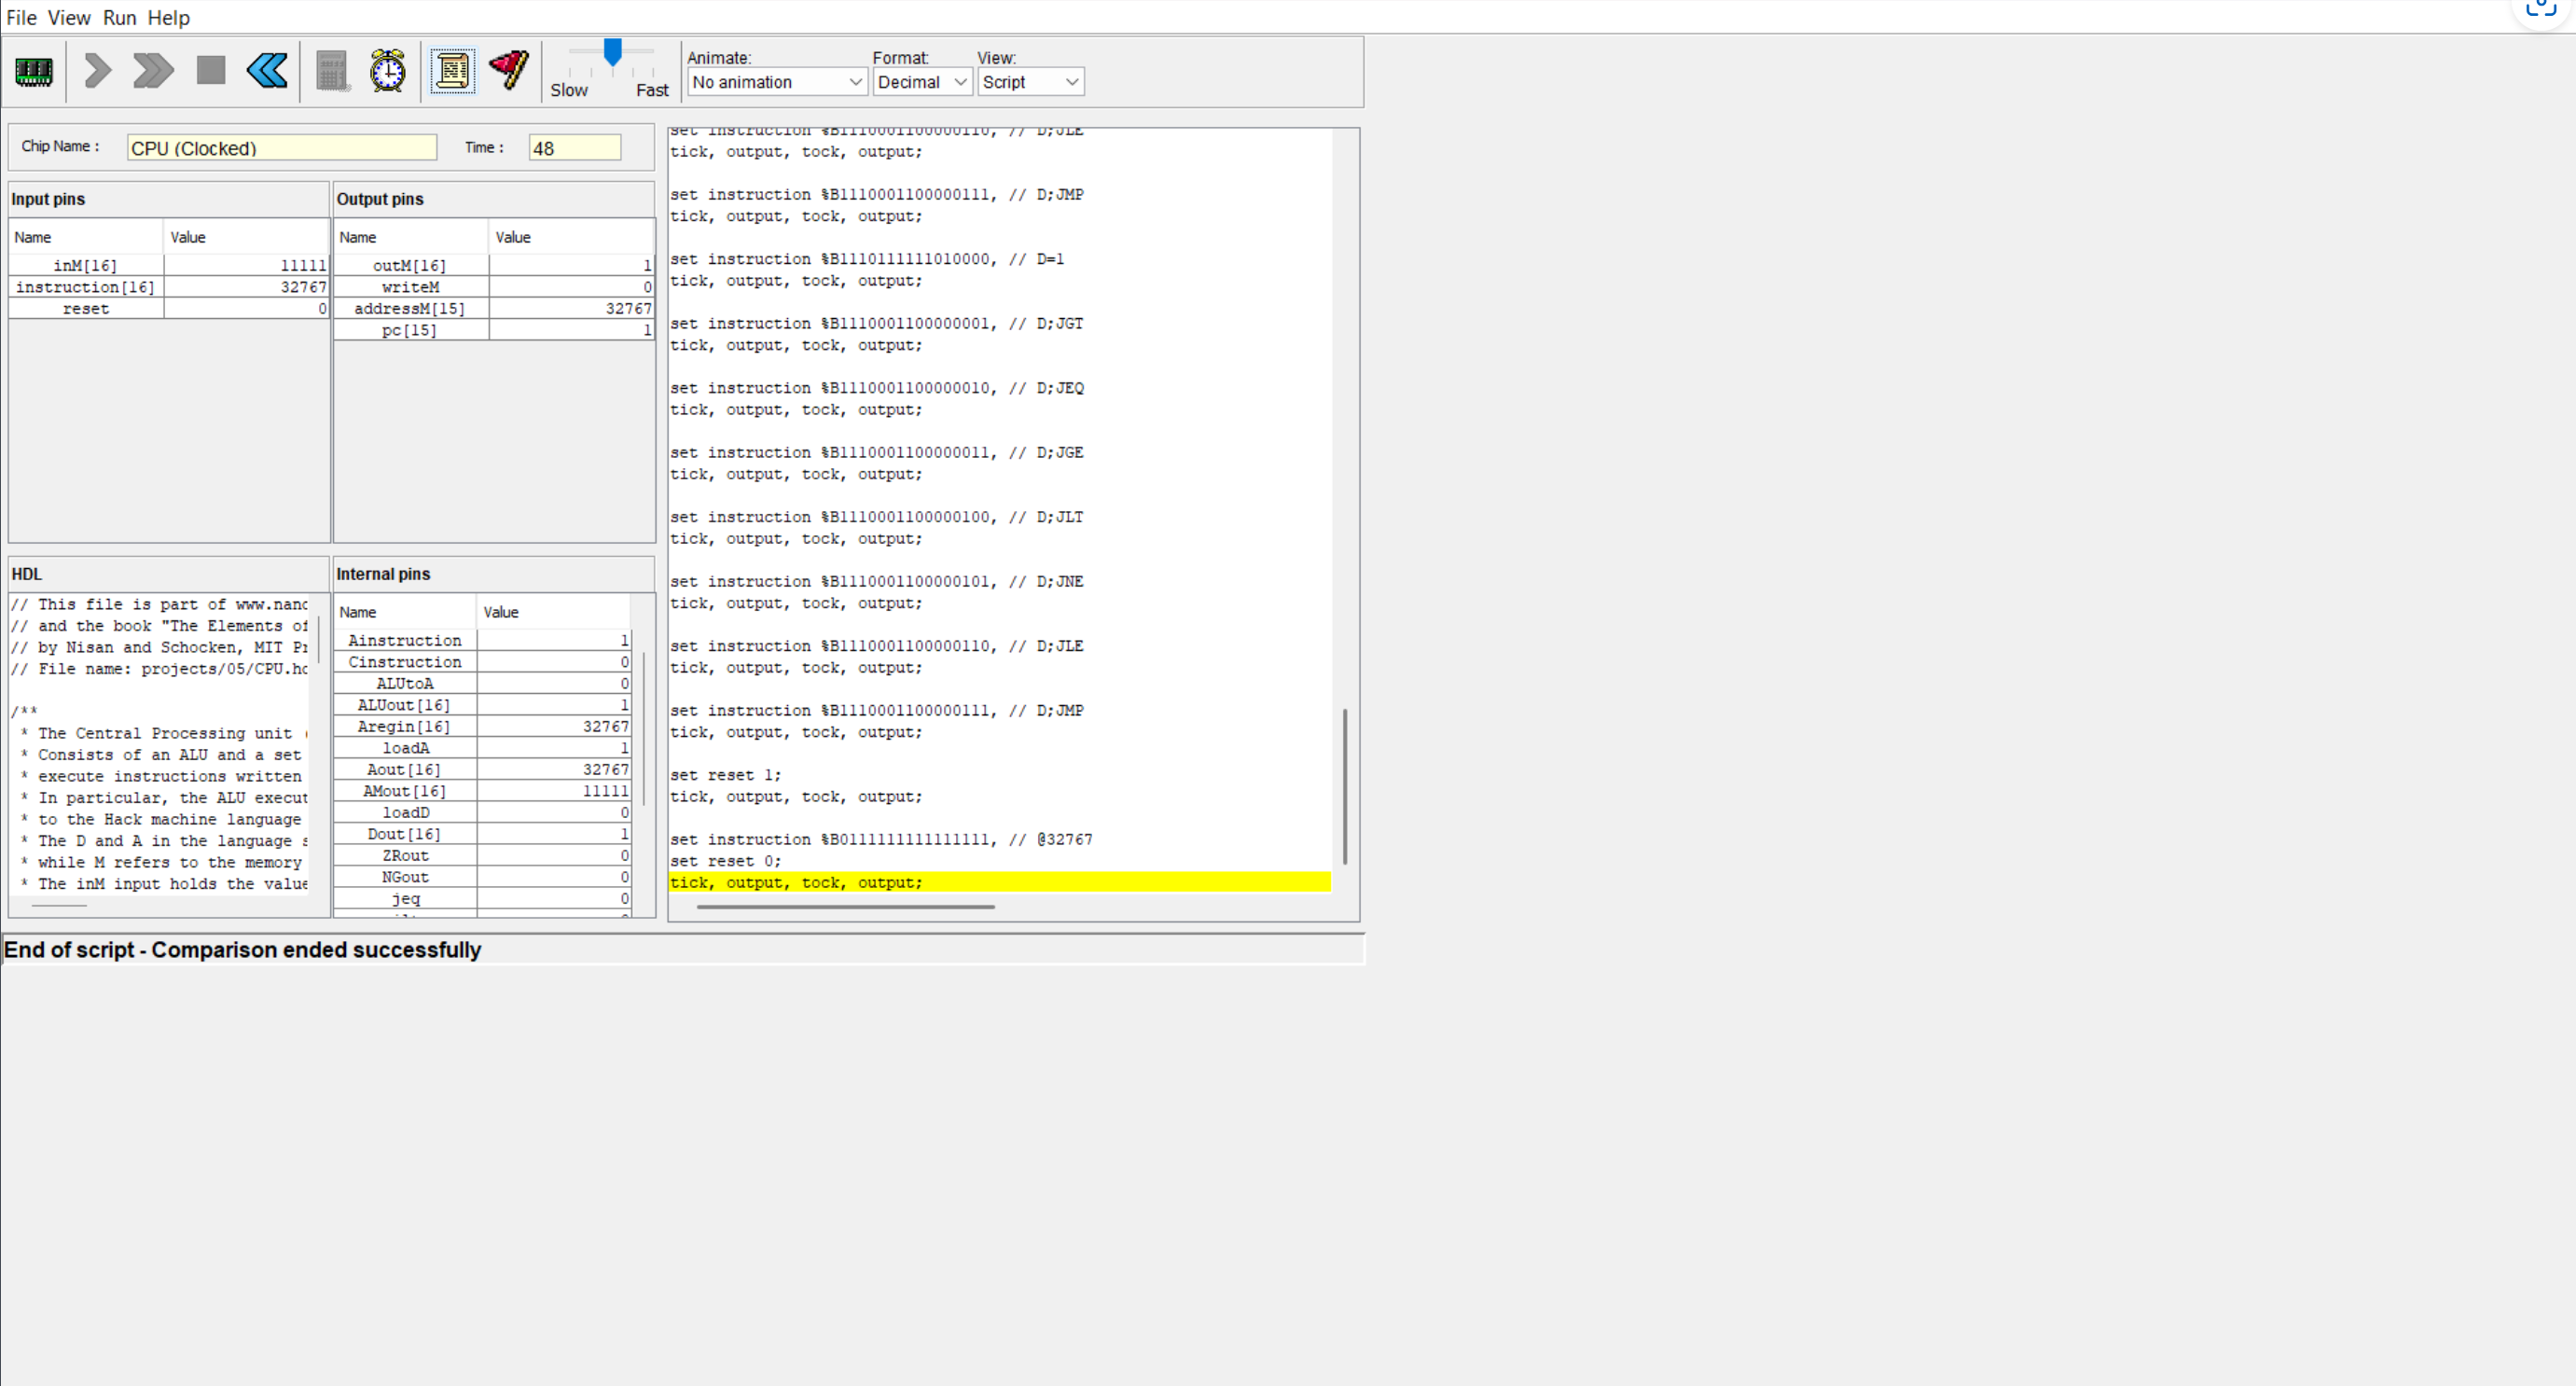 File View Run Help
Animate: Format: View:
Slow Fast No animation Decimal Script
Chip Name : CPU (Clocked) Time : 48
Input pins
Name Value
inM[16] 11111
instruction[16] 32767
reset 0
Output pins
Name Value
outM[16] 1
writeM 0
addressM[15] 32767
pc[15] 1
HDL
// This file is part of www.nand
// and the book "The Elements of
// by Nisan and Schocken, MIT Pr
// File name: projects/05/CPU.hd
/**
* The Central Processing unit (
* Consists of an ALU and a set
* execute instructions written
* In particular, the ALU execut
* to the Hack machine language
* The D and A in the language s
* while M refers to the memory
* The inM input holds the value
Internal pins
Name Value
Ainstruction 1
Cinstruction 0
ALUtoA 0
ALUout[16] 1
Aregin[16] 32767
loadA 1
Aout[16] 32767
AMout[16] 11111
loadD 0
Dout[16] 1
ZRout 0
NGout 0
jeq 0
set instruction %B1110001100000110, // D;JLE
tick, output, tock, output;
set instruction %B1110001100000111, // D;JMP
tick, output, tock, output;
set instruction %B1110111111010000, // D=1
tick, output, tock, output;
set instruction %B1110001100000001, // D;JGT
tick, output, tock, output;
set instruction %B1110001100000010, // D;JEQ
tick, output, tock, output;
set instruction %B1110001100000011, // D;JGE
tick, output, tock, output;
set instruction %B1110001100000100, // D;JLT
tick, output, tock, output;
set instruction %B1110001100000101, // D;JNE
tick, output, tock, output;
set instruction %B1110001100000110, // D;JLE
tick, output, tock, output;
set instruction %B1110001100000111, // D;JMP
tick, output, tock, output;
set reset 1;
tick, output, tock, output;
set instruction %B0111111111111111, // @32767
set reset 0;
tick, output, tock, output;
End of script - Comparison ended successfully